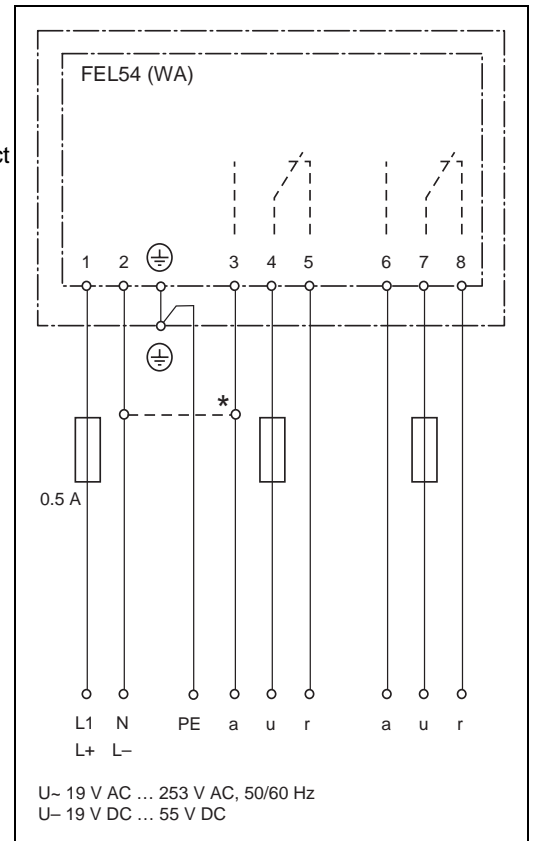 FEL54 (WA)
ct
1 2 3 4 5 6 7 8
*
0.5 A
L1 N PE a u r a u r
L+ L–
U~ 19 V AC … 253 V AC, 50/60 Hz
U– 19 V DC … 55 V DC